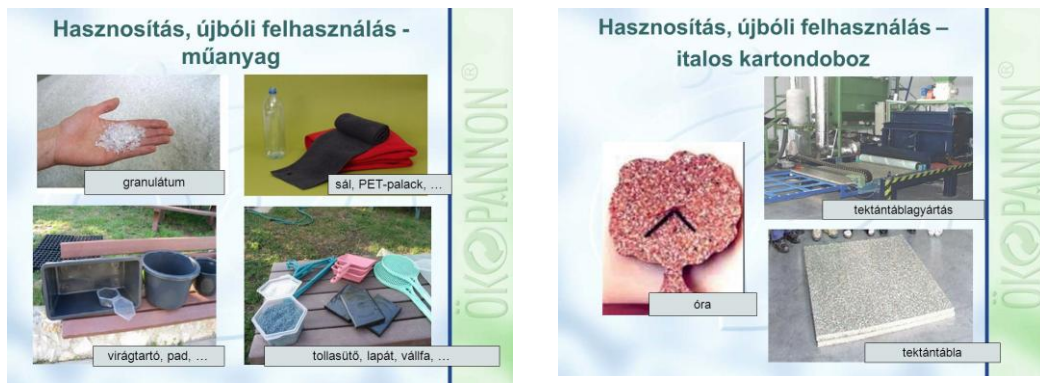 Hasznosítás, újbóli felhasználás -
műanyag
granulátum
sál, PET-palack, ...
virágtartó, pad, ...
tollasütő, lapát, vállfa, ...
ÖKOPANNON®
Hasznosítás, újbóli felhasználás –
italos kartondoboz
tektántáblagyártás
óra
tektántábla
ÖKOPANNON®